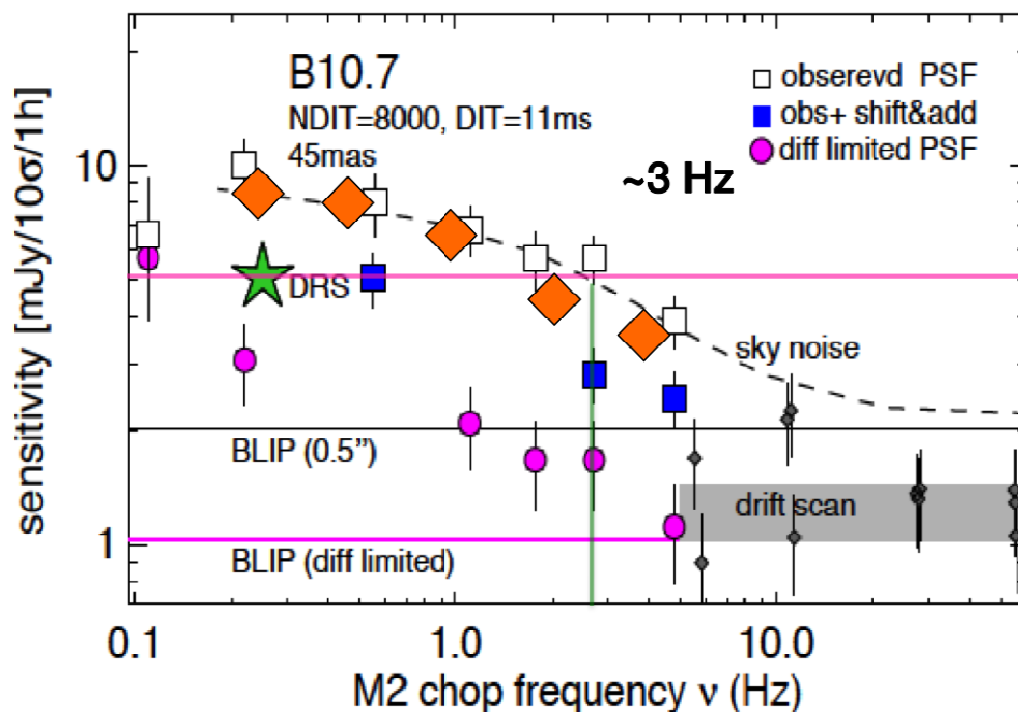 B10.7
NDIT=8000, DIT=11ms
45mas
obserevd PSF
obs+ shift&add
diff limited PSF
~3 Hz
10
DRS
sky noise
BLIP (0.5”)
drift scan
1
BLIP (diff limited)
0.1
1.0
10.0
M2 chop frequency ν (Hz)
sensitivity [mJy/10σ/1h]